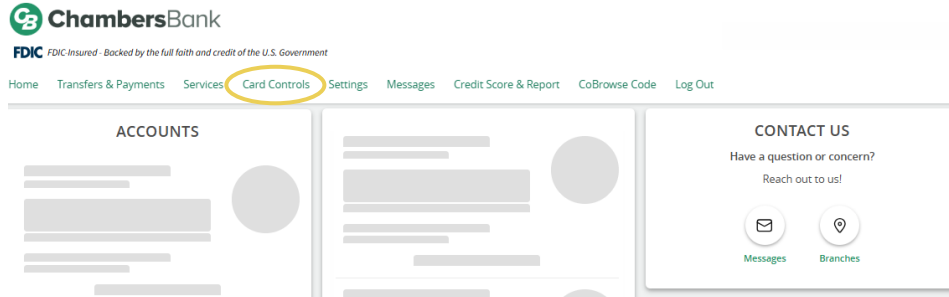 CB ChambersBank
FDIC FDIC-Insured - Backed by the full faith and credit of the U.S. Government
Home Transfers & Payments Services Card Controls Settings Messages Credit Score & Report CoBrowse Code Log Out
ACCOUNTS
CONTACT US
Have a question or concern?
Reach out to us!
Messages Branches